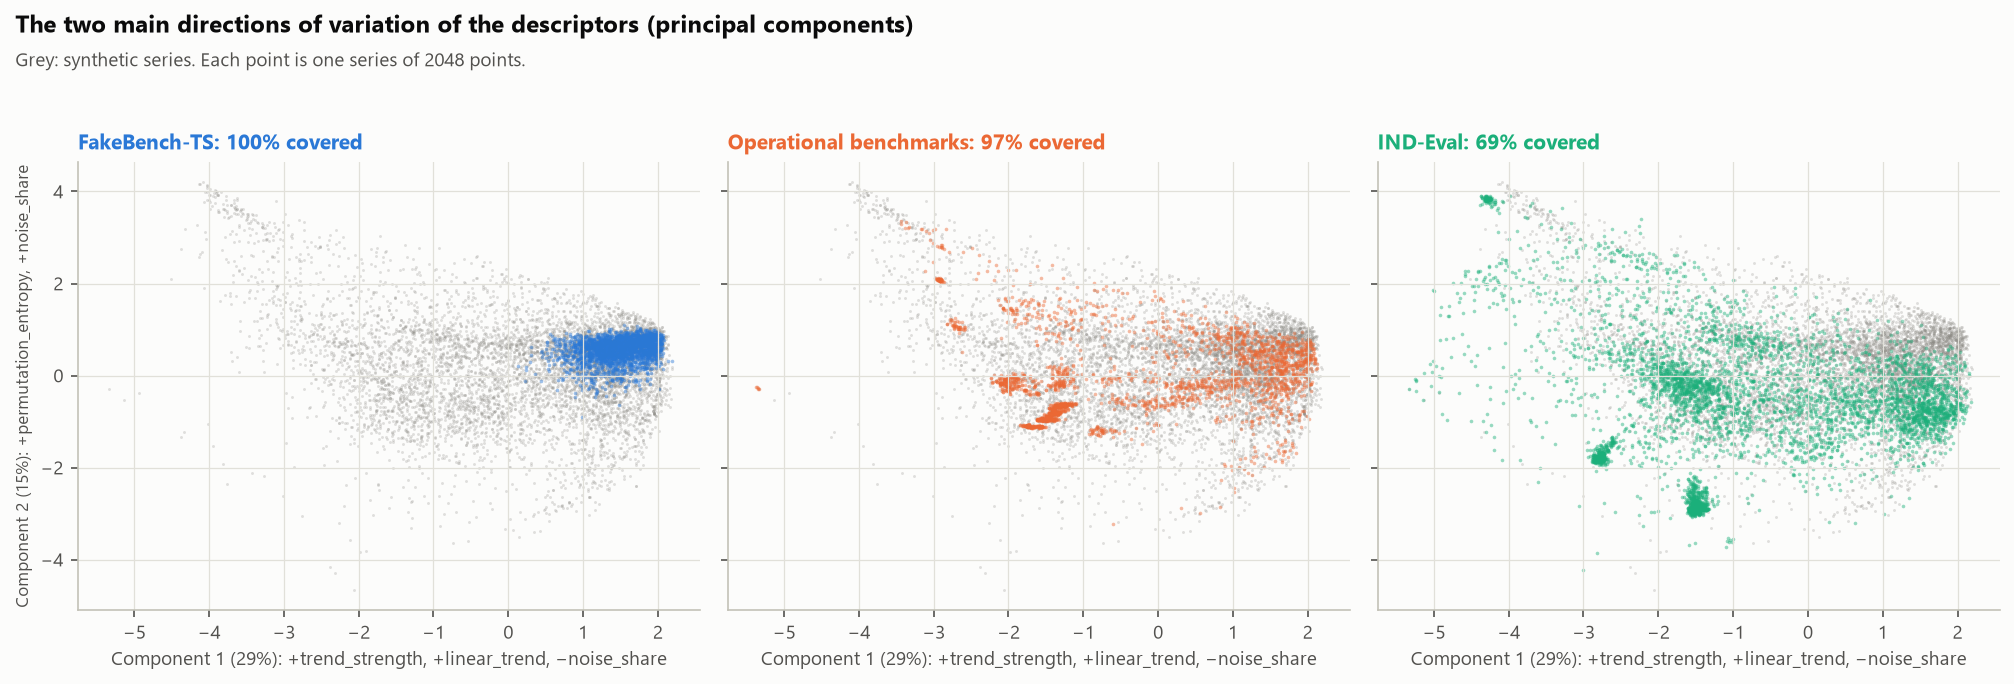 The two main directions of variation of the descriptors (principal components)
Grey: synthetic series. Each point is one series of 2048 points.
FakeBench-TS: 100% covered
Operational benchmarks: 97% covered
IND-Eval: 69% covered
Component 2 (15%): +permutation_entropy, +noise_share
4
2
0
−2
−4
−5 −4 −3 −2 −1 0 1 2
−5 −4 −3 −2 −1 0 1 2
−5 −4 −3 −2 −1 0 1 2
Component 1 (29%): +trend_strength, +linear_trend, −noise_share
Component 1 (29%): +trend_strength, +linear_trend, −noise_share
Component 1 (29%): +trend_strength, +linear_trend, −noise_share